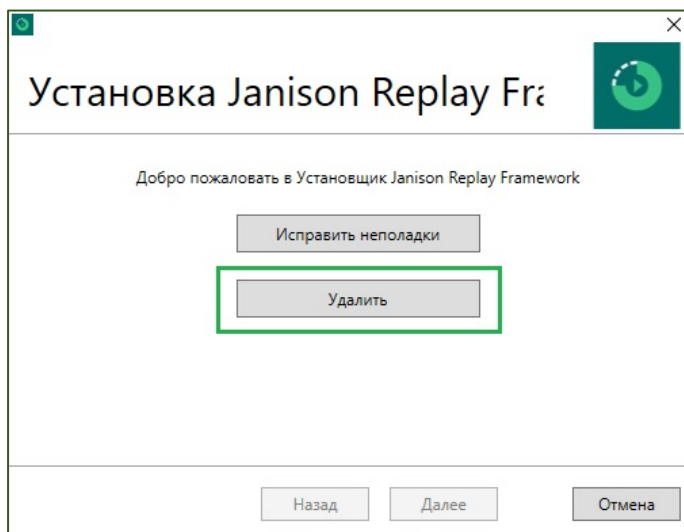 Установка Janison Replay Fra
Добро пожаловать в Установщик Janison Replay Framework
Исправить неполадки
Удалить
Назад
Далее
Отмена